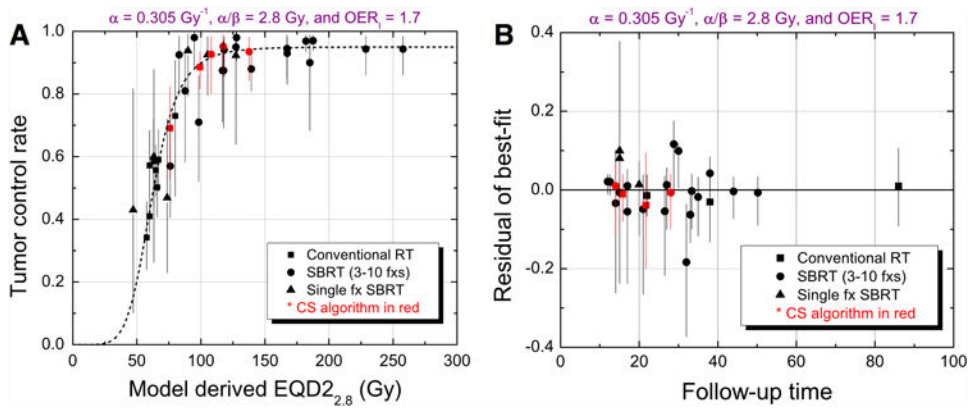 α = 0.305 Gy⁻¹, α/β = 2.8 Gy, and OERᵢ = 1.7
A
Tumor control rate
1.0
0.8
0.6
0.4
0.2
0.0
0 50 100 150 200 250 300
Model derived EQD2₂.₈ (Gy)
Conventional RT
SBRT (3-10 fxs)
Single fx SBRT
* CS algorithm in red
α = 0.305 Gy⁻¹, α/β = 2.8 Gy, and OERᵢ = 1.7
B
Residual of best-fit
0.4
0.2
0.0
-0.2
-0.4
0 20 40 60 80 100
Follow-up time
Conventional RT
SBRT (3-10 fxs)
Single fx SBRT
* CS algorithm in red